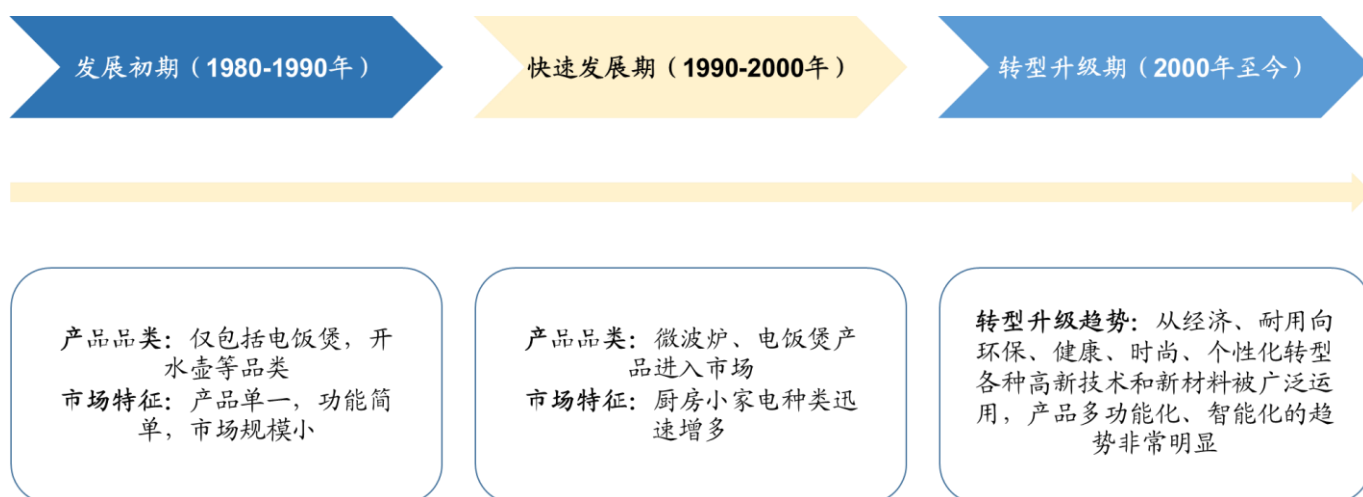 发展初期（1980-1990年）
快速发展期（1990-2000年）
转型升级期（2000年至今）
产品品类：仅包括电饭煲，开
水壶等品类
市场特征：产品单一，功能简
单，市场规模小
产品品类：微波炉、电饭煲产
品进入市场
市场特征：厨房小家电种类迅
速增多
转型升级趋势：从经济、耐用向
环保、健康、时尚、个性化转型
各种高新技术和新材料被广泛运
用，产品多功能化、智能化的趋
势非常明显